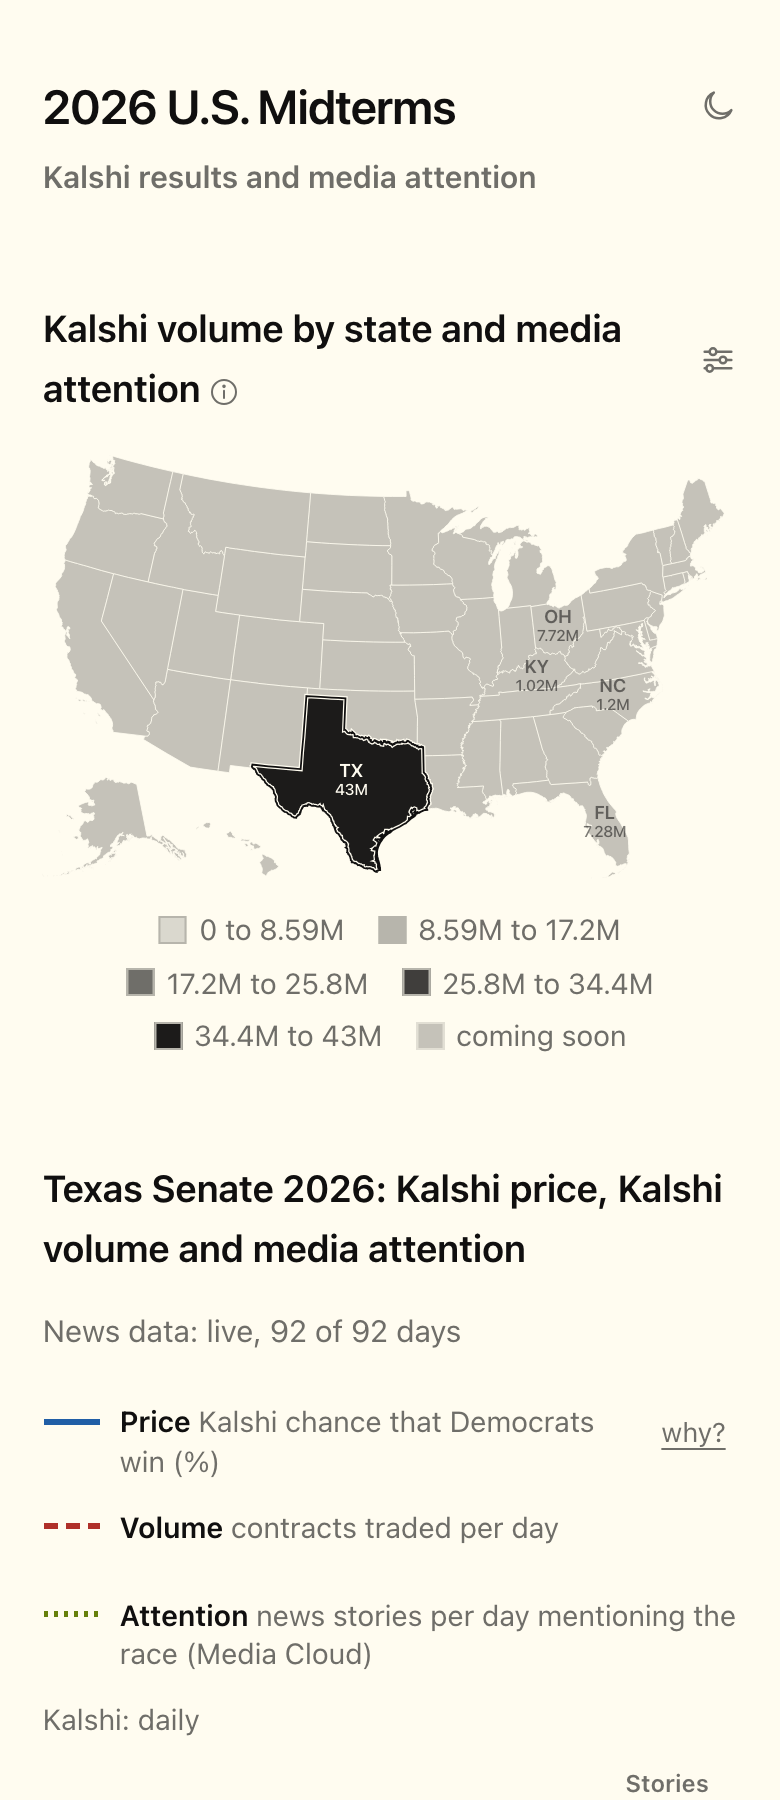 2026 U.S. Midterms
Kalshi results and media attention
Kalshi volume by state and media
attention
OH
7.72M
KY
1.02M
NC
1.2M
TX
43M
FL
7.28M
0 to 8.59M
8.59M to 17.2M
17.2M to 25.8M
25.8M to 34.4M
34.4M to 43M
coming soon
Texas Senate 2026: Kalshi price, Kalshi
volume and media attention
News data: live, 92 of 92 days
Price Kalshi chance that Democrats
win (%)
why?
Volume contracts traded per day
Attention news stories per day mentioning the
race (Media Cloud)
Kalshi: daily
Stories